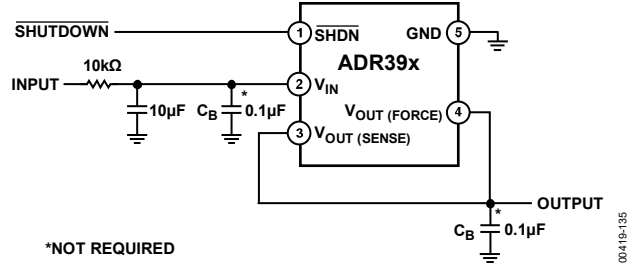 SHUTDOWN
1
SHDN
GND
5
ADR39x
10kΩ
INPUT
2
VIN
*
10µF
CB
0.1µF
VOUT (FORCE)
4
3
VOUT (SENSE)
OUTPUT
*
CB
0.1µF
*NOT REQUIRED
00419-135